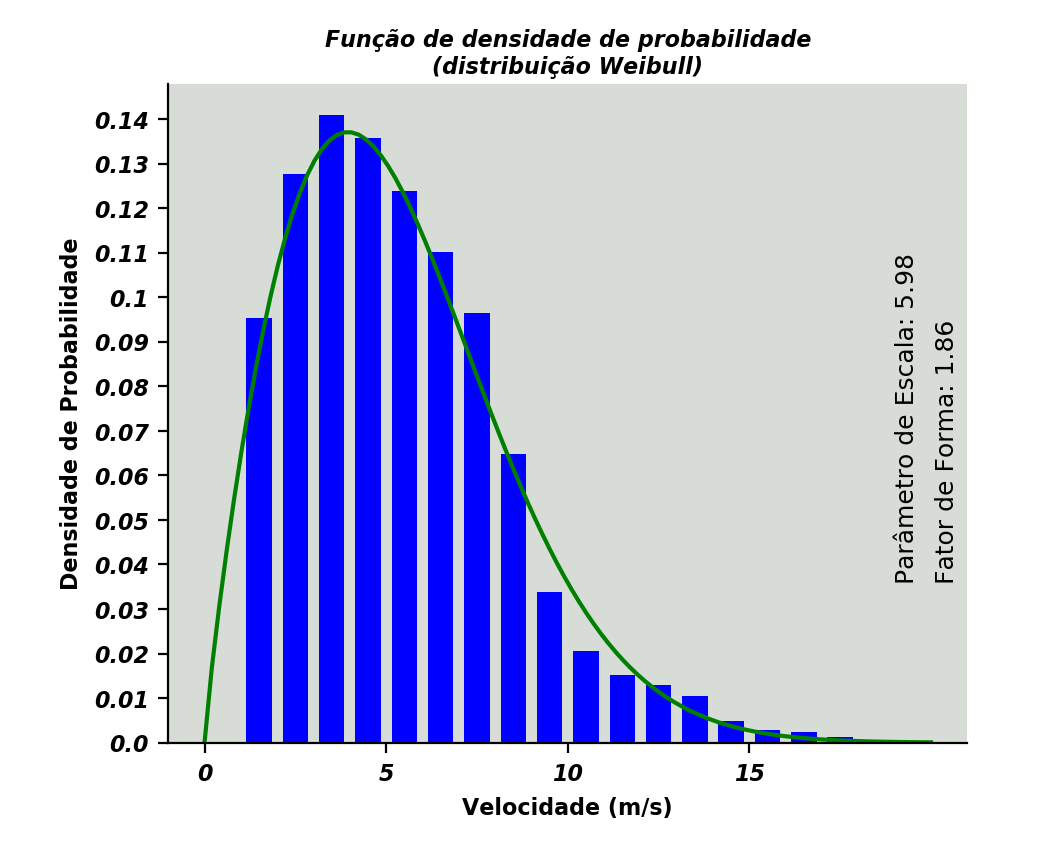 Função de densidade de probabilidade
(distribuição Weibull)
Densidade de Probabilidade
0.14
0.13
0.12
0.11
0.1
0.09
0.08
0.07
0.06
0.05
0.04
0.03
0.02
0.01
0.0
Parâmetro de Escala: 5.98
Fator de Forma: 1.86
0 5 10 15
Velocidade (m/s)